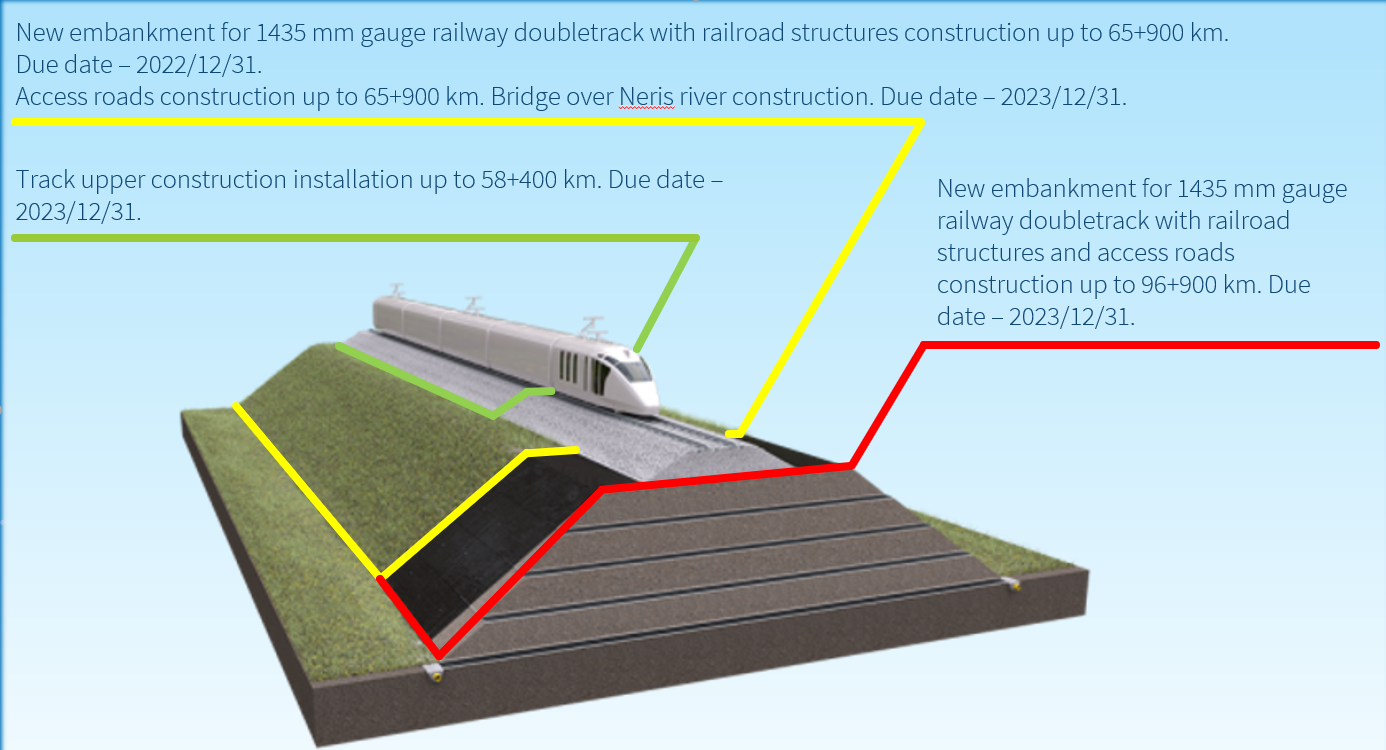 New embankment for 1435 mm gauge railway doubletrack with railroad structures construction up to 65+900 km.
Due date – 2022/12/31.
Access roads construction up to 65+900 km. Bridge over Neris river construction. Due date – 2023/12/31.
Track upper construction installation up to 58+400 km. Due date –
2023/12/31.
New embankment for 1435 mm gauge
railway doubletrack with railroad
structures and access roads
construction up to 96+900 km. Due
date – 2023/12/31.